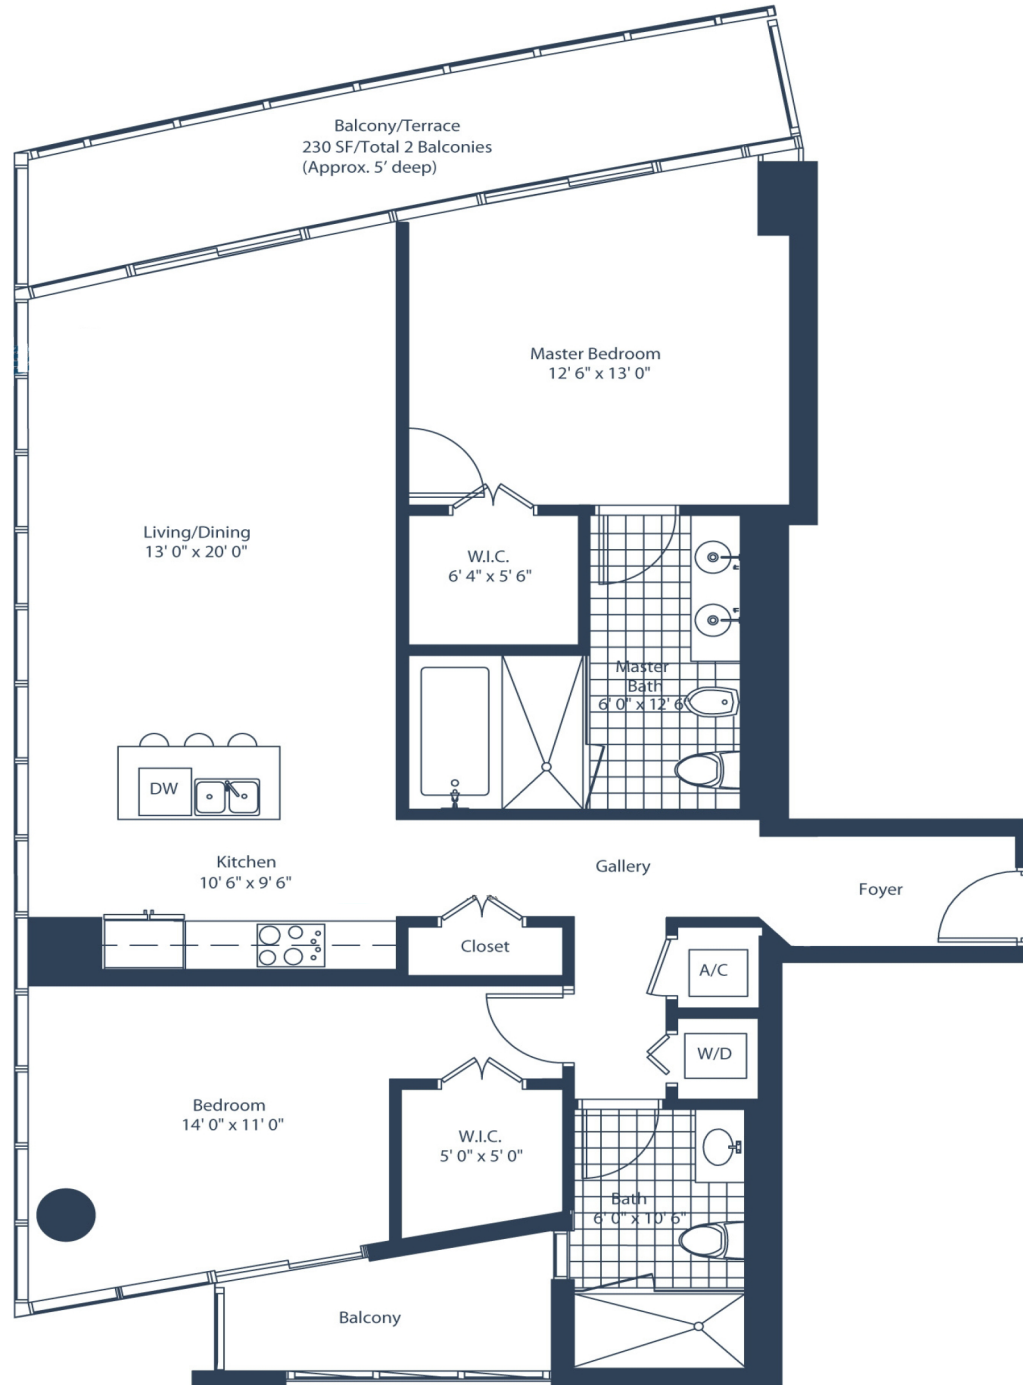 Balcony/Terrace
230 SF/Total 2 Balconies
(Approx. 5' deep)
Master Bedroom
12' 6" x 13' 0"
Living/Dining
13' 0" x 20' 0"
W.I.C.
6' 4" x 5' 6"
Master
Bath
6' 0" x 12' 6"
DW
Kitchen
10' 6" x 9' 6"
Gallery
Foyer
Closet
A/C
W/D
Bedroom
14' 0" x 11' 0"
W.I.C.
5' 0" x 5' 0"
Bath
6' 0" x 10' 6"
Balcony